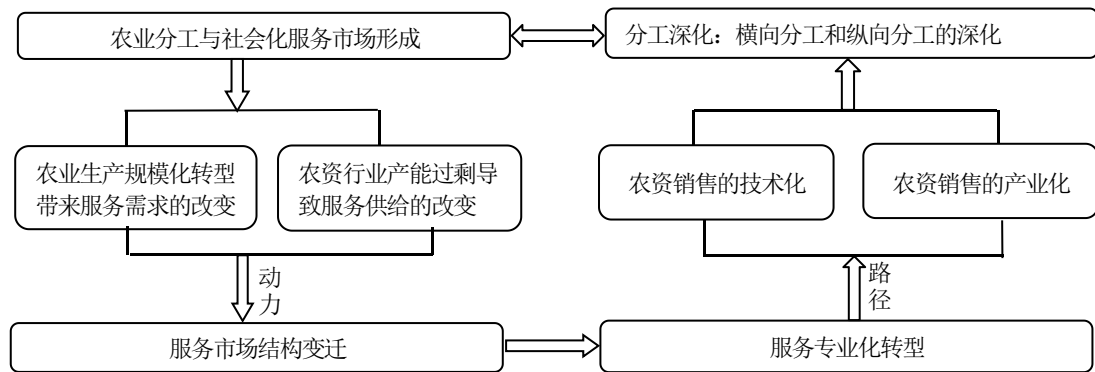 农业分工与社会化服务市场形成
分工深化：横向分工和纵向分工的深化
农业生产规模化转型
带来服务需求的改变
农资行业产能过剩导
致服务供给的改变
农资销售的技术化
农资销售的产业化
动
力
路
径
服务市场结构变迁
服务专业化转型